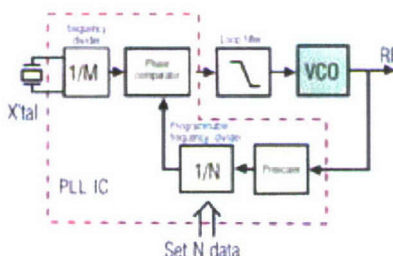 frequency
divider
1/M
Phase
comparator
Loop filter
VCO
RF
X'tal
Programmable
frequency divider
1/N
Prescaler
PLL IC
Set N data